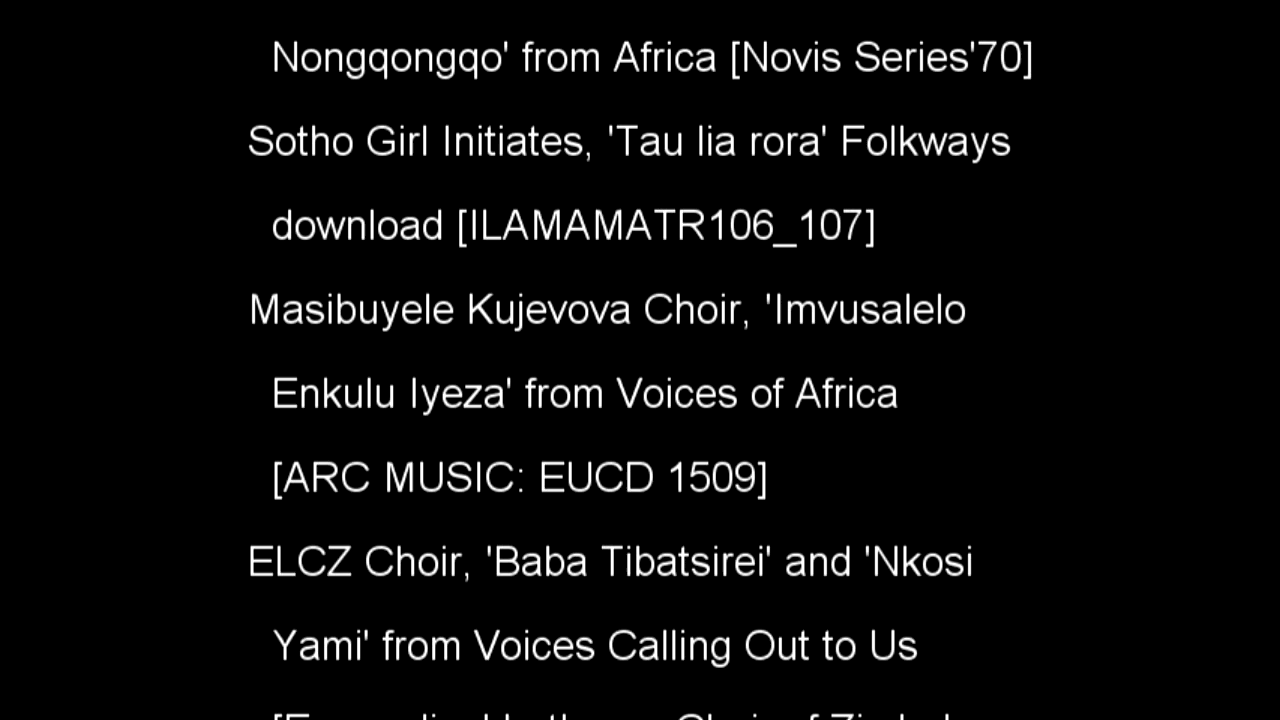 Nongqongqo' from Africa [Novis Series'70]
Sotho Girl Initiates, 'Tau lia rora' Folkways
download [ILAMAMATR106_107]
Masibuyele Kujevova Choir, 'Imvusalelo
Enkulu Iyeza' from Voices of Africa
[ARC MUSIC: EUCD 1509]
ELCZ Choir, 'Baba Tibatsirei' and 'Nkosi
Yami' from Voices Calling Out to Us